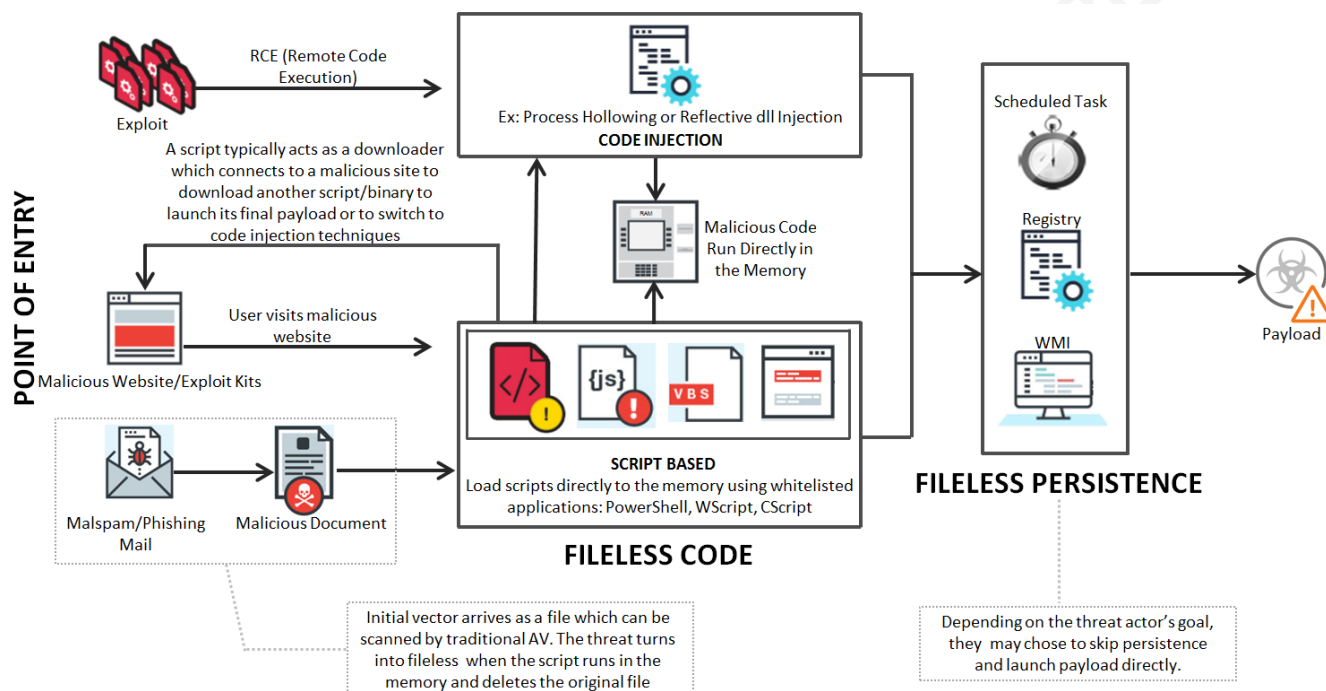 RCE (Remote Code
Execution)
Exploit
Ex: Process Hollowing or Reflective dll Injection
CODE INJECTION
A script typically acts as a downloader
which connects to a malicious site to
download another script/binary to
launch its final payload or to switch to
code injection techniques
RAM
Malicious Code
Run Directly in
the Memory
POINT OF ENTRY
User visits malicious
website
Malicious Website/Exploit Kits
Malspam/Phishing
Mail
Malicious Document
</>
!
{js}
!
VBS
SCRIPT BASED
Load scripts directly to the memory using whitelisted
applications: PowerShell, WScript, CScript
FILELESS CODE
Scheduled Task
Registry
WMI
FILELESS PERSISTENCE
!
Payload
Initial vector arrives as a file which can be
scanned by traditional AV. The threat turns
into fileless when the script runs in the
memory and deletes the original file
Depending on the threat actor's goal,
they may chose to skip persistence
and launch payload directly.